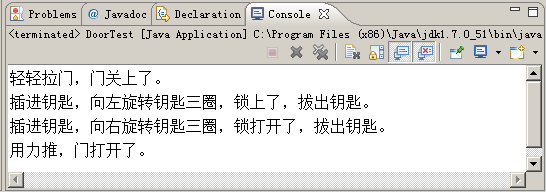 Problems @ Javadoc Declaration Console
<terminated> DoorTest [Java Application] C:\Program Files (x86)\Java\jdk1.7.0_51\bin\java
轻轻拉门，门关上了。
插进钥匙，向左旋转钥匙三圈，锁上了，拔出钥匙。
插进钥匙，向右旋转钥匙三圈，锁打开了，拔出钥匙。
用力推，门打开了。